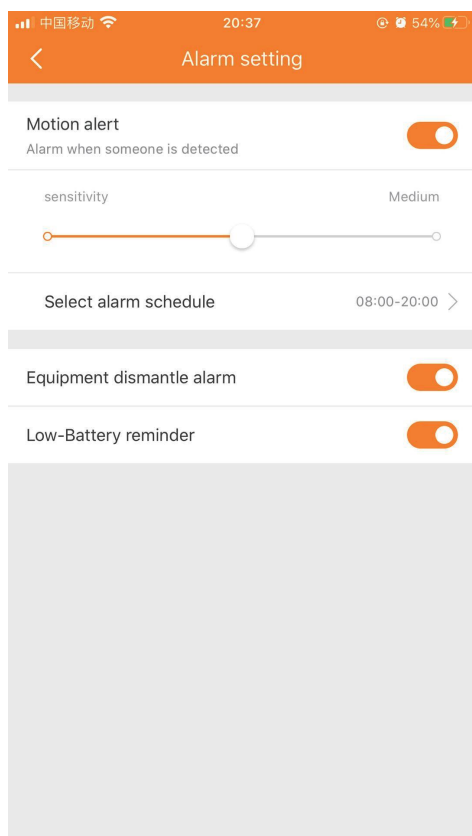 中国移动 20:37 54%
Alarm setting
Motion alert
Alarm when someone is detected
sensitivity Medium
Select alarm schedule 08:00-20:00
Equipment dismantle alarm
Low-Battery reminder